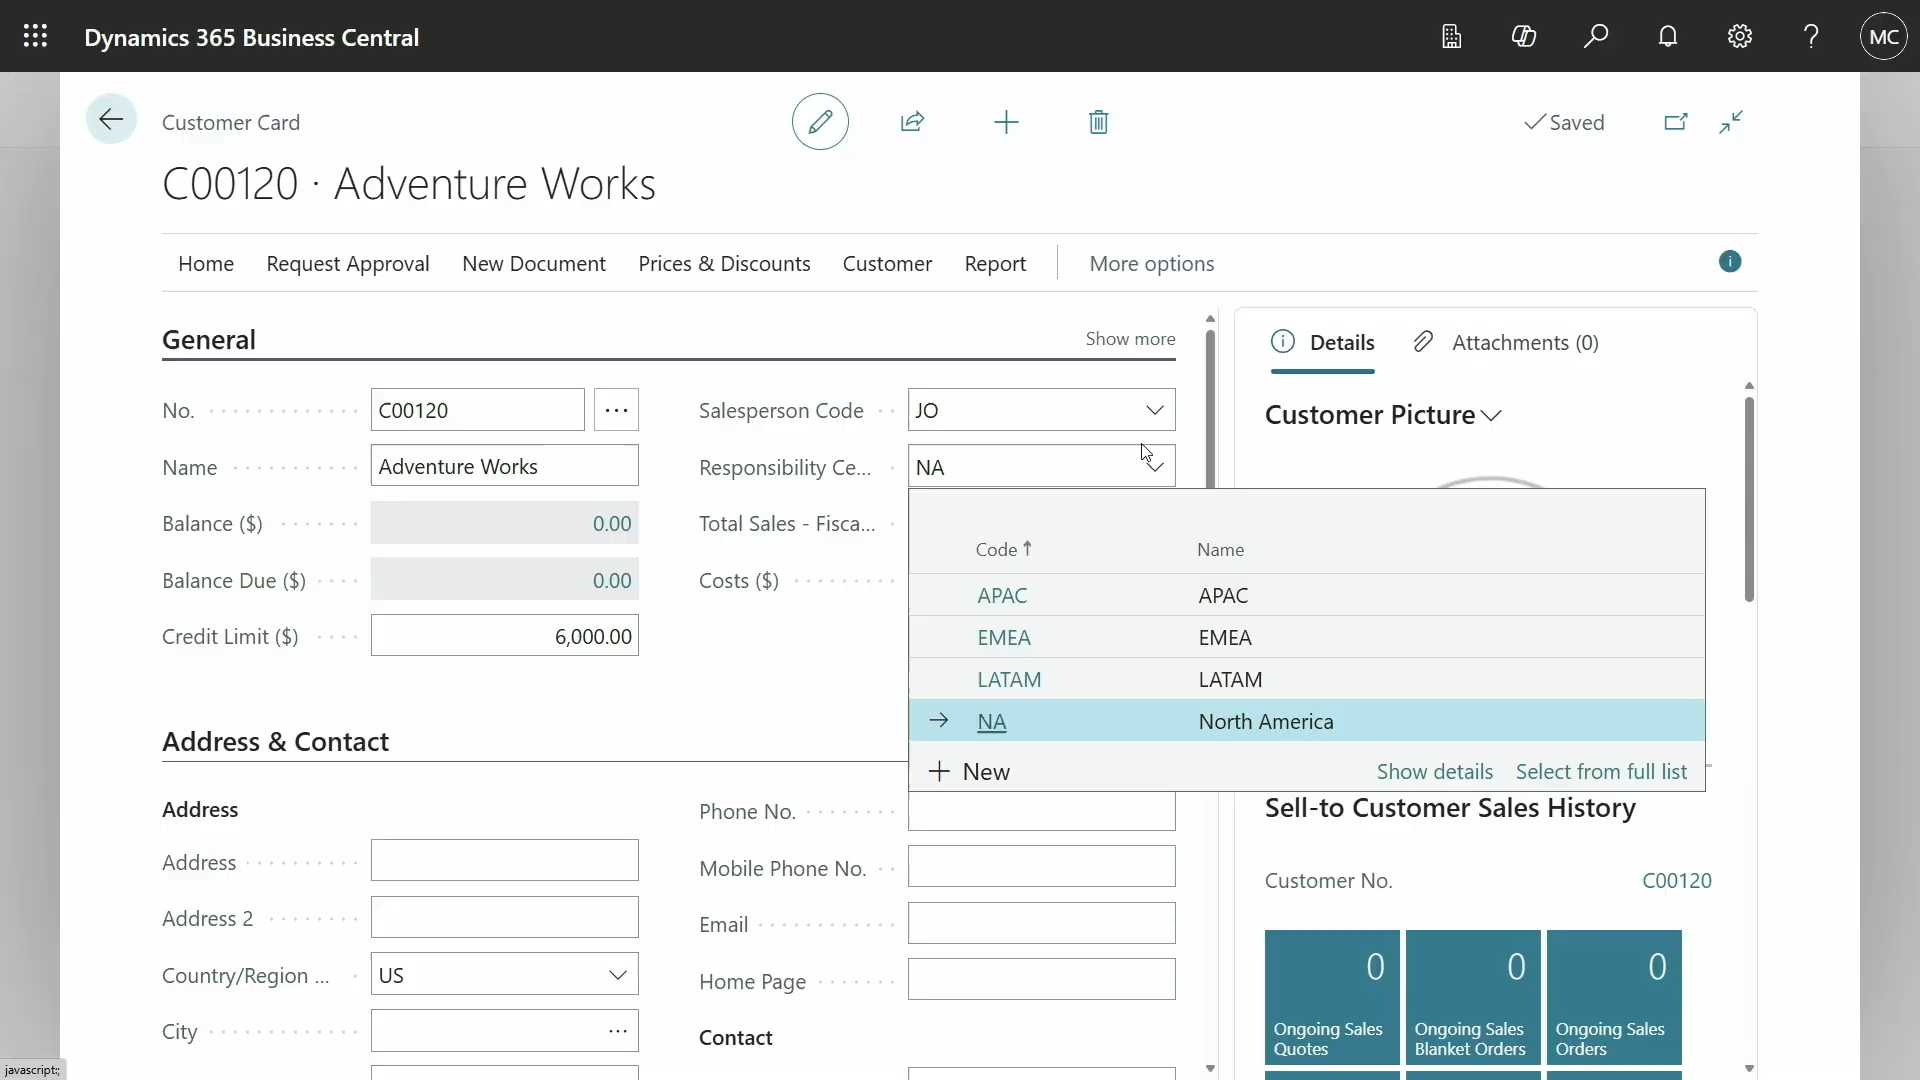 Dynamics 365 Business Central
MC
Customer Card
Saved
C00120 · Adventure Works
Home Request Approval New Document Prices & Discounts Customer Report More options
General
Show more
No.
C00120
Name
Adventure Works
Balance ($)
0.00
Balance Due ($)
0.00
Credit Limit ($)
6,000.00
Salesperson Code
JO
Responsibility Ce...
NA
Total Sales - Fisca...
Costs ($)
Code Name
APAC APAC
EMEA EMEA
LATAM LATAM
NA North America
New Show details Select from full list
Address & Contact
Address
Address
Address 2
Country/Region ...
US
City
Phone No.
Mobile Phone No.
Email
Home Page
Contact
Details Attachments (0)
Customer Picture
Sell-to Customer Sales History
Customer No. C00120
0
Ongoing Sales
Quotes
0
Ongoing Sales
Blanket Orders
0
Ongoing Sales
Orders
javascript:;